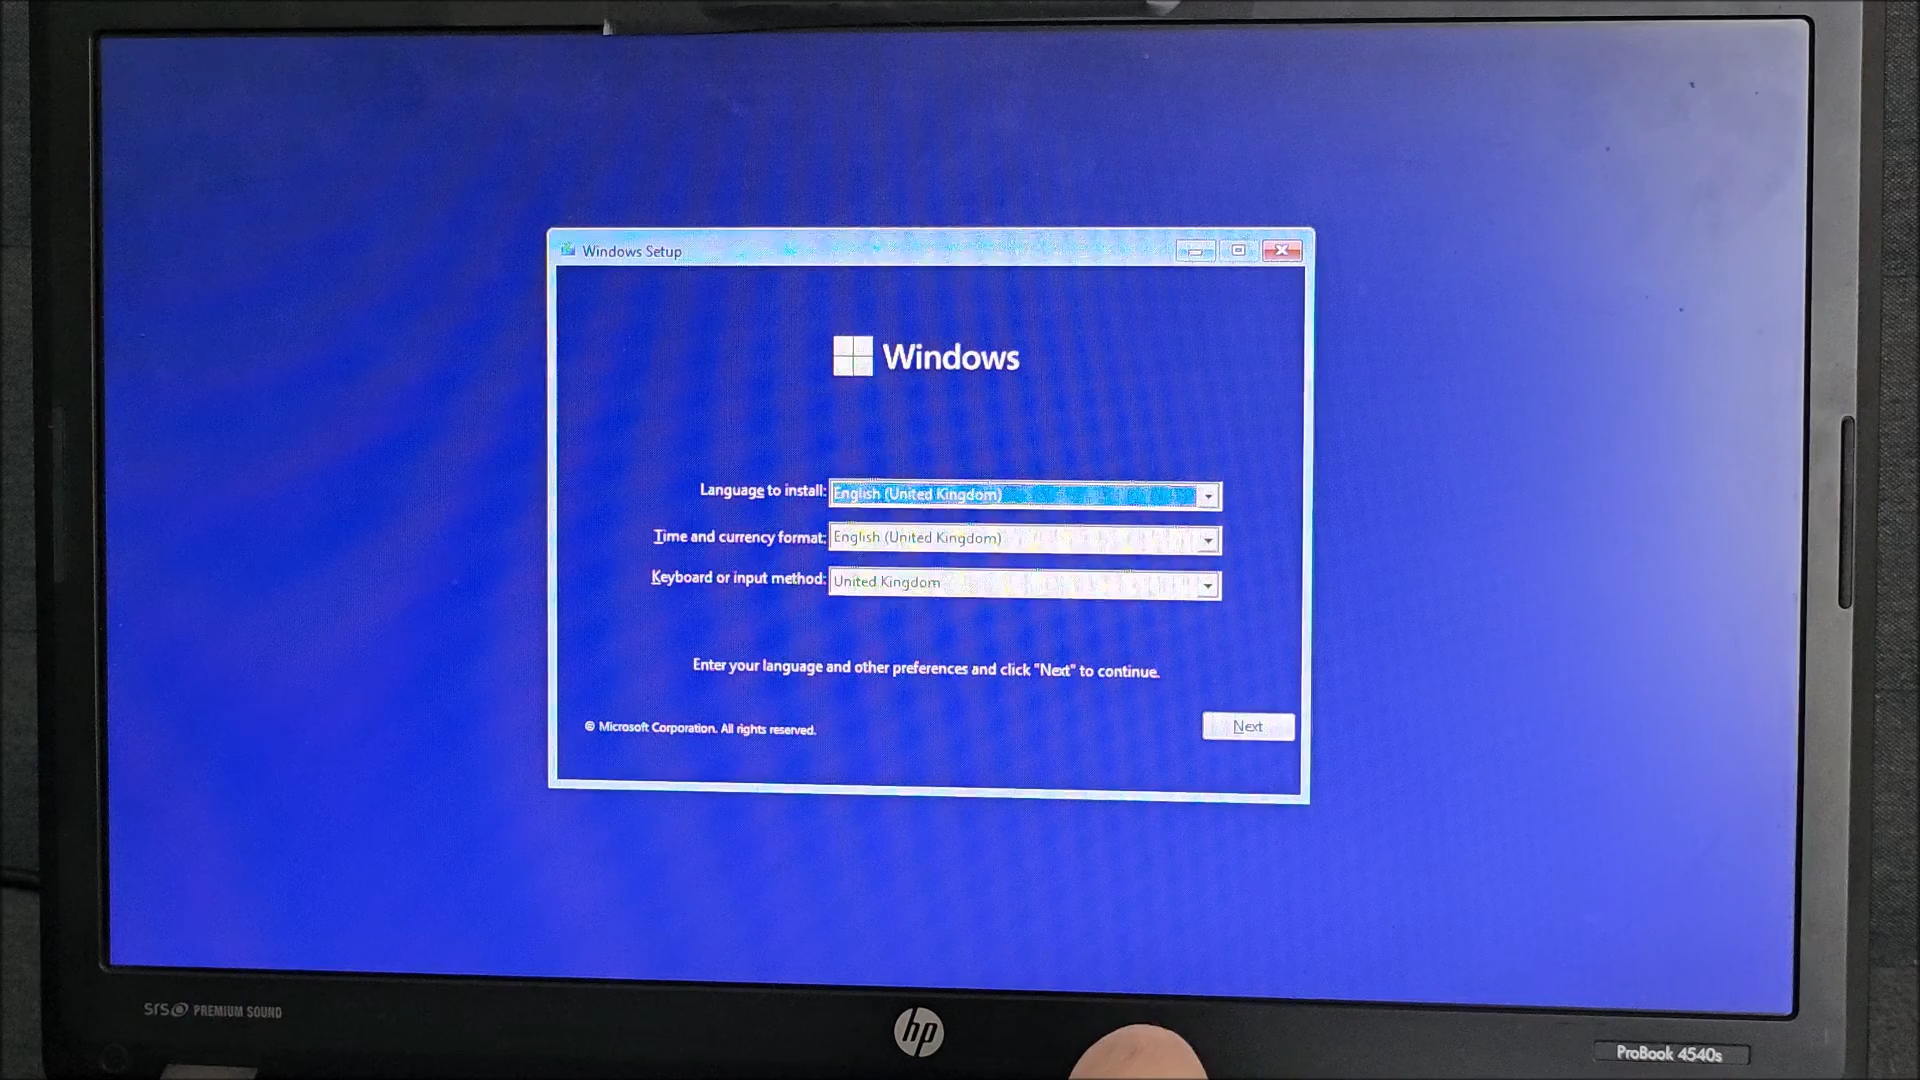 Windows Setup
Windows
Language to install: English (United Kingdom)
Time and currency format: English (United Kingdom)
Keyboard or input method: United Kingdom
Enter your language and other preferences and click "Next" to continue.
© Microsoft Corporation. All rights reserved.
Next
SRS PREMIUM SOUND
hp
ProBook 4540s